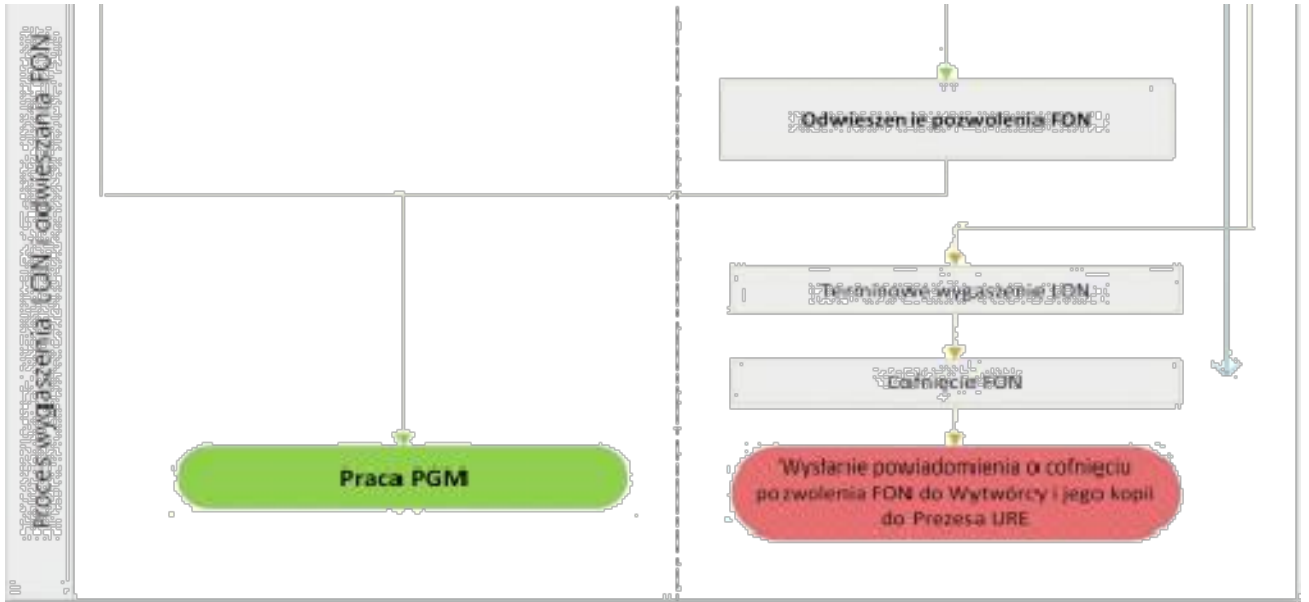 Proces wygaszenia LON i odwieszania FON
Odwieszenie pozwolenia FON
Terminowe wygaszenie FON
Cofnięcie FON
Praca PGM
Wysłanie powiadomienia o cofnięciu
pozwolenia FON do Wytwórcy i jego kopii
do Prezesa URE